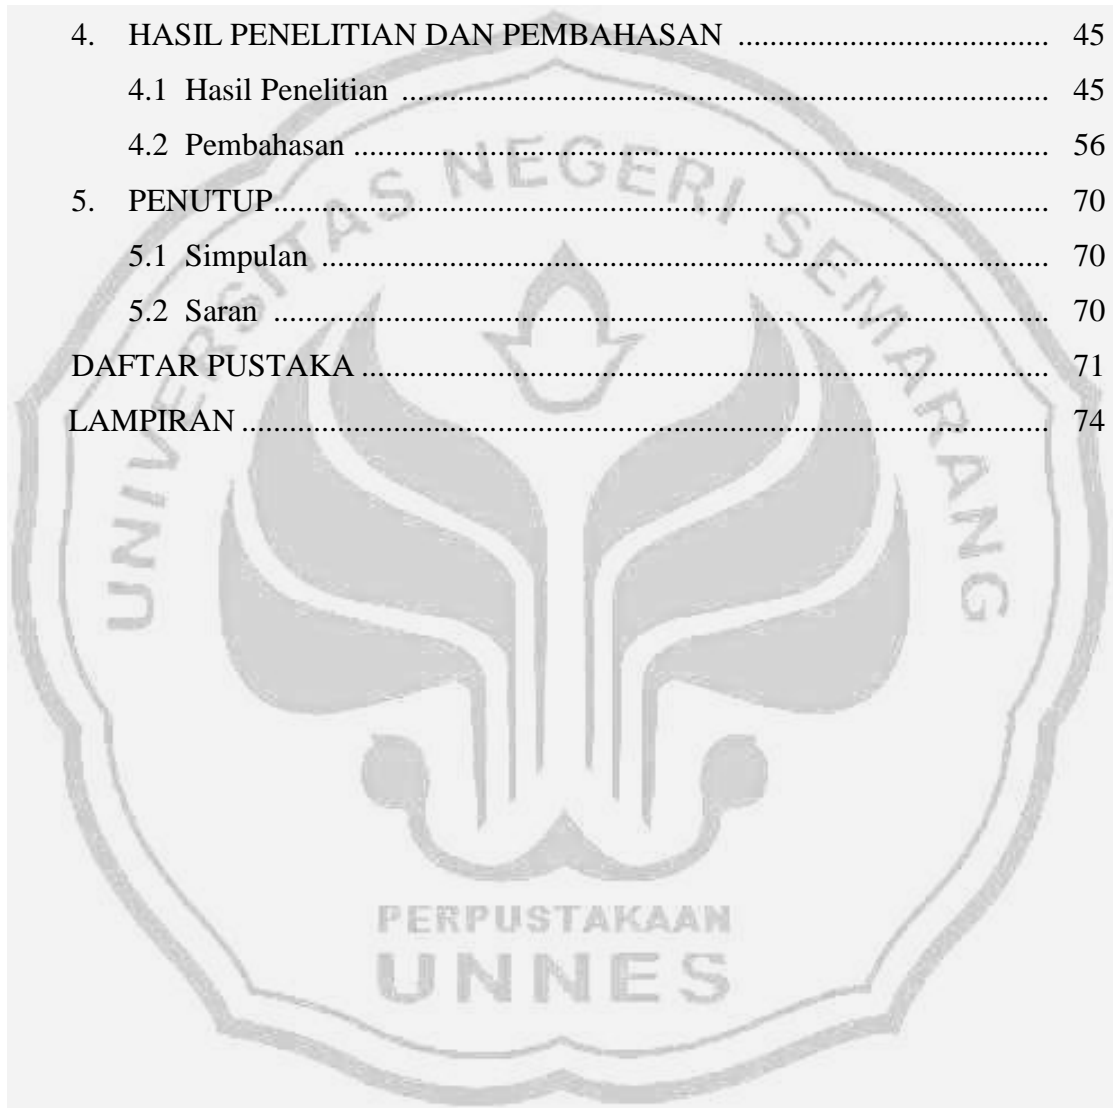 4. HASIL PENELITIAN DAN PEMBAHASAN .......................................... 45
4.1 Hasil Penelitian .......................................... 45
4.2 Pembahasan .......................................... 56
5. PENUTUP .......................................... 70
5.1 Simpulan .......................................... 70
5.2 Saran .......................................... 70
DAFTAR PUSTAKA .......................................... 71
LAMPIRAN .......................................... 74
UNIVERSITAS NEGERI SEMARANG
PERPUSTAKAAN
UNNES